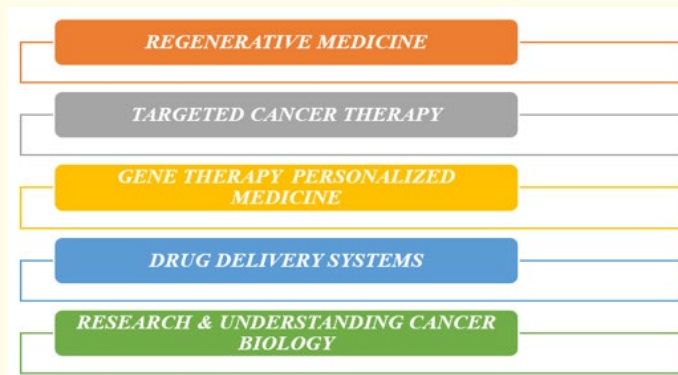 REGENERATIVE MEDICINE
TARGETED CANCER THERAPY
GENE THERAPY PERSONALIZED
MEDICINE
DRUG DELIVERY SYSTEMS
RESEARCH & UNDERSTANDING CANCER
BIOLOGY